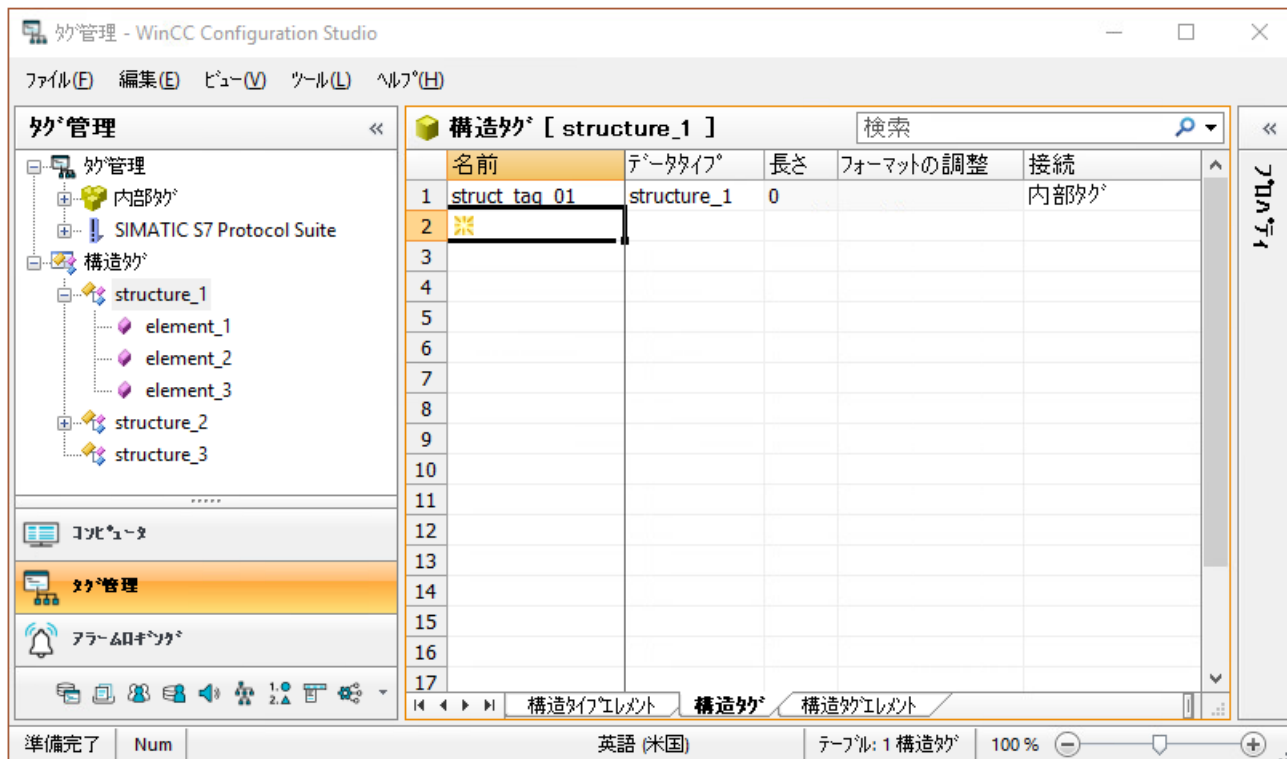 ﾀｸﾞ管理 - WinCC Configuration Studio
ﾌｧｲﾙ(F) 編集(E) ﾋﾞｭｰ(V) ﾂｰﾙ(L) ﾍﾙﾌﾟ(H)
ﾀｸﾞ管理 «
ﾀｸﾞ管理
内部ﾀｸﾞ
SIMATIC S7 Protocol Suite
構造ﾀｸﾞ
structure_1
element_1
element_2
element_3
structure_2
structure_3
ｺﾝﾋﾟｭｰﾀ
ﾀｸﾞ管理
ｱﾗｰﾑﾛｷﾞﾝｸﾞ
構造ﾀｸﾞ [ structure_1 ] 検索
名前 ﾃﾞｰﾀﾀｲﾌﾟ 長さ ﾌｫｰﾏｯﾄの調整 接続
1 struct_tag_01 structure_1 0 内部ﾀｸﾞ
2
3
4
5
6
7
8
9
10
11
12
13
14
15
16
17
構造ﾀｲﾌﾟｴﾚﾒﾝﾄ 構造ﾀｸﾞ 構造ﾀｸﾞｴﾚﾒﾝﾄ
«
ﾌﾟﾛﾊﾟﾃｨ
準備完了 Num 英語 (米国) ﾃｰﾌﾞﾙ: 1 構造ﾀｸﾞ 100 %